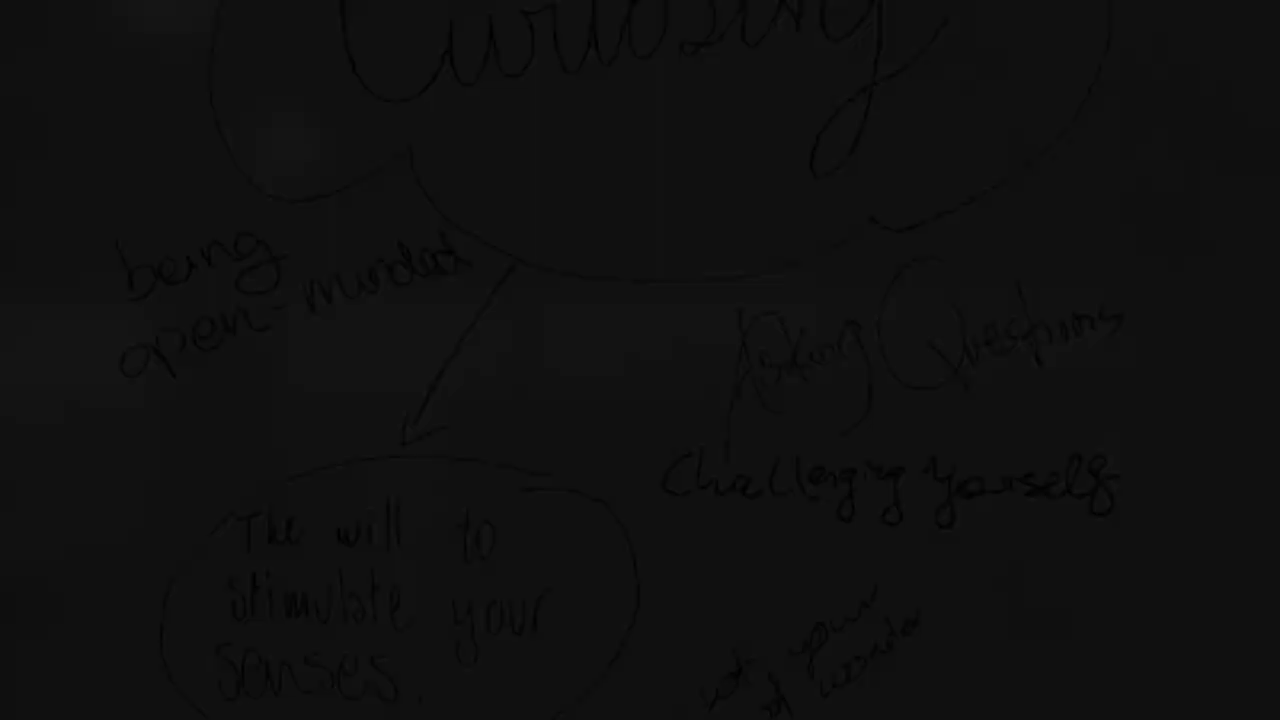 Curiosity
being
open-minded
Asking Questions
Challenging Yourself
The will to
stimulate your
senses.